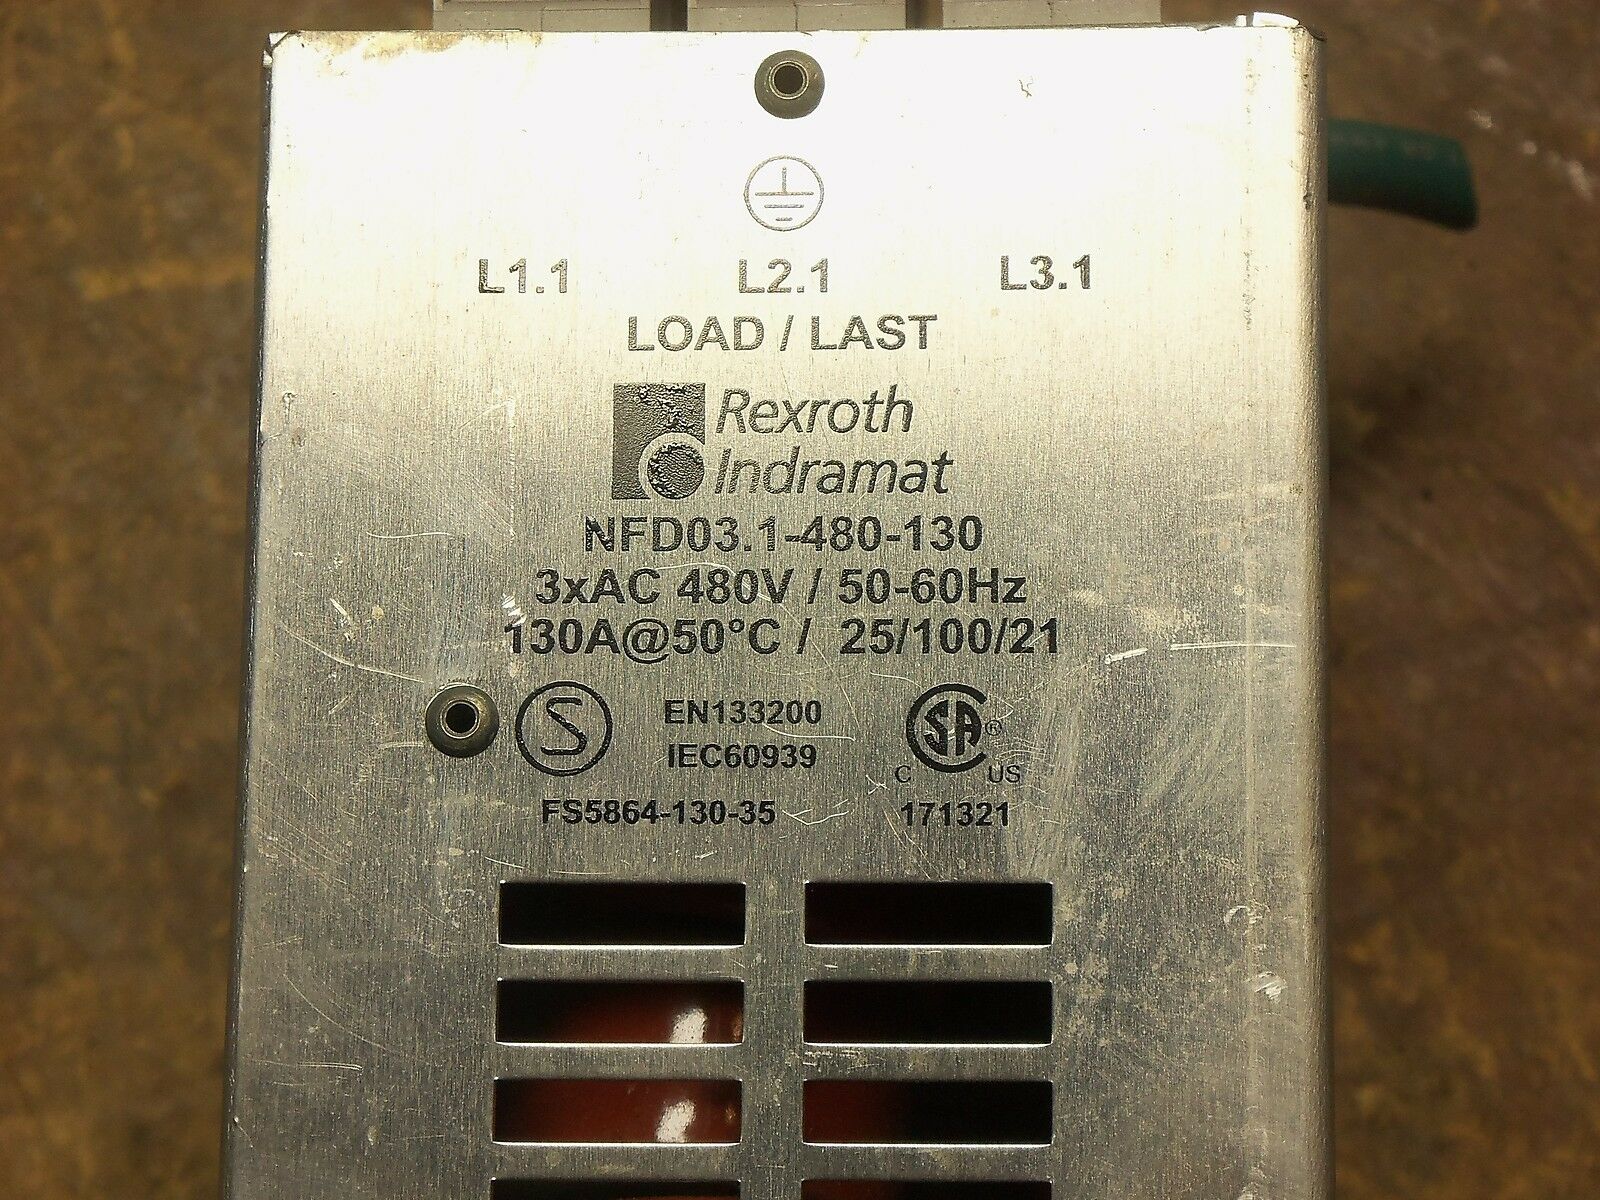 L1.1 L2.1 L3.1
LOAD / LAST
Rexroth
Indramat
NFD03.1-480-130
3xAC 480V / 50-60Hz
130A@50°C / 25/100/21
S EN133200 CSA®
IEC60939 C US
FS5864-130-35 171321